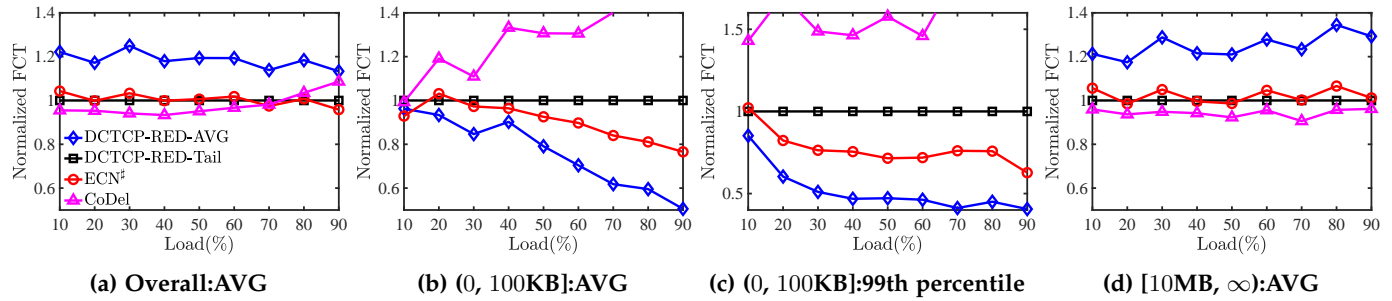 1.4
1.2
1
0.8
0.6
Normalized FCT
DCTCP-RED-AVG
DCTCP-RED-Tail
ECN♯
CoDel
10 20 30 40 50 60 70 80 90
Load(%)
(a) Overall:AVG
1.4
1.2
1
0.8
0.6
Normalized FCT
10 20 30 40 50 60 70 80 90
Load(%)
(b) (0, 100KB]:AVG
1.5
1
0.5
Normalized FCT
10 20 30 40 50 60 70 80 90
Load(%)
(c) (0, 100KB]:99th percentile
1.4
1.2
1
0.8
0.6
Normalized FCT
10 20 30 40 50 60 70 80 90
Load(%)
(d) [10MB, ∞):AVG